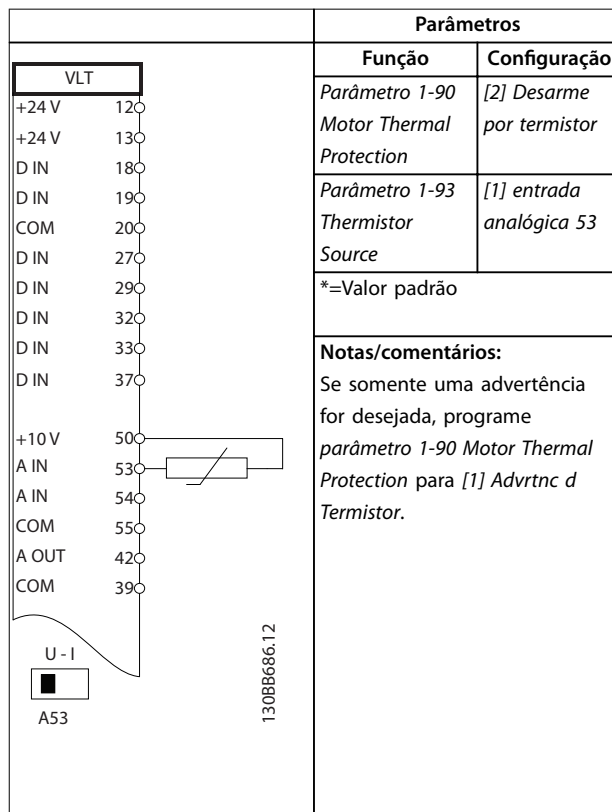 VLT
+24 V 12
+24 V 13
D IN 18
D IN 19
COM 20
D IN 27
D IN 29
D IN 32
D IN 33
D IN 37
+10 V 50
A IN 53
A IN 54
COM 55
A OUT 42
COM 39
U - I
A53
130BB686.12
Parâmetros
Função Configuração
Parâmetro 1-90 [2] Desarme
Motor Thermal por termistor
Protection
Parâmetro 1-93 [1] entrada
Thermistor analógica 53
Source
*=Valor padrão
Notas/comentários:
Se somente uma advertência
for desejada, programe
parâmetro 1-90 Motor Thermal
Protection para [1] Advrtnc d
Termistor.